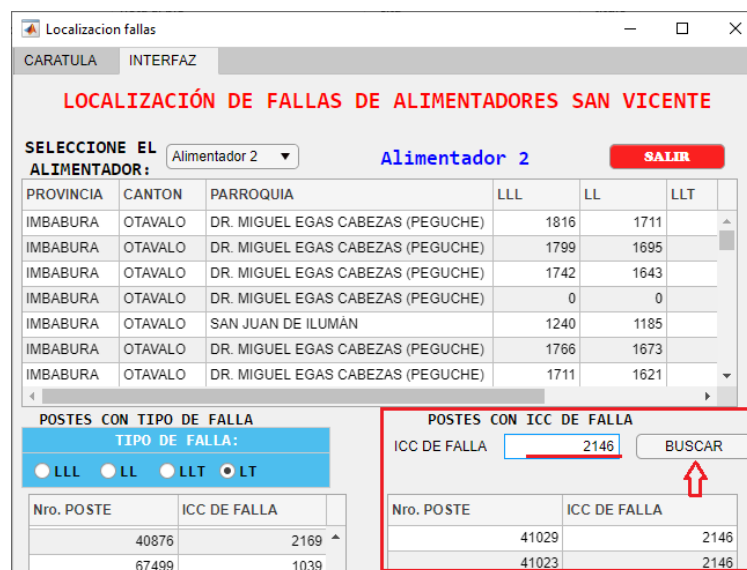 Localizacion fallas
CARATULA INTERFAZ
LOCALIZACIÓN DE FALLAS DE ALIMENTADORES SAN VICENTE
SELECCIONE EL ALIMENTADOR: Alimentador 2 Alimentador 2 SALIR
PROVINCIA CANTON PARROQUIA LLL LL LLT
IMBABURA OTAVALO DR. MIGUEL EGAS CABEZAS (PEGUCHE) 1816 1711
IMBABURA OTAVALO DR. MIGUEL EGAS CABEZAS (PEGUCHE) 1799 1695
IMBABURA OTAVALO DR. MIGUEL EGAS CABEZAS (PEGUCHE) 1742 1643
IMBABURA OTAVALO DR. MIGUEL EGAS CABEZAS (PEGUCHE) 0 0
IMBABURA OTAVALO SAN JUAN DE ILUMÀN 1240 1185
IMBABURA OTAVALO DR. MIGUEL EGAS CABEZAS (PEGUCHE) 1766 1673
IMBABURA OTAVALO DR. MIGUEL EGAS CABEZAS (PEGUCHE) 1711 1621
POSTES CON TIPO DE FALLA
TIPO DE FALLA:
LLL LL LLT LT
Nro. POSTE ICC DE FALLA
40876 2169
67499 1039
POSTES CON ICC DE FALLA
ICC DE FALLA 2146 BUSCAR
Nro. POSTE ICC DE FALLA
41029 2146
41023 2146